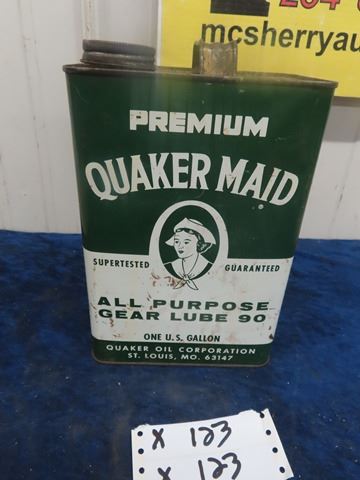 mcsherryau
PREMIUM
QUAKER MAID
SUPERTESTED GUARANTEED
ALL PURPOSE
GEAR LUBE 90
ONE U.S. GALLON
QUAKER OIL CORPORATION
ST. LOUIS, MO. 63147
X 123
X 123